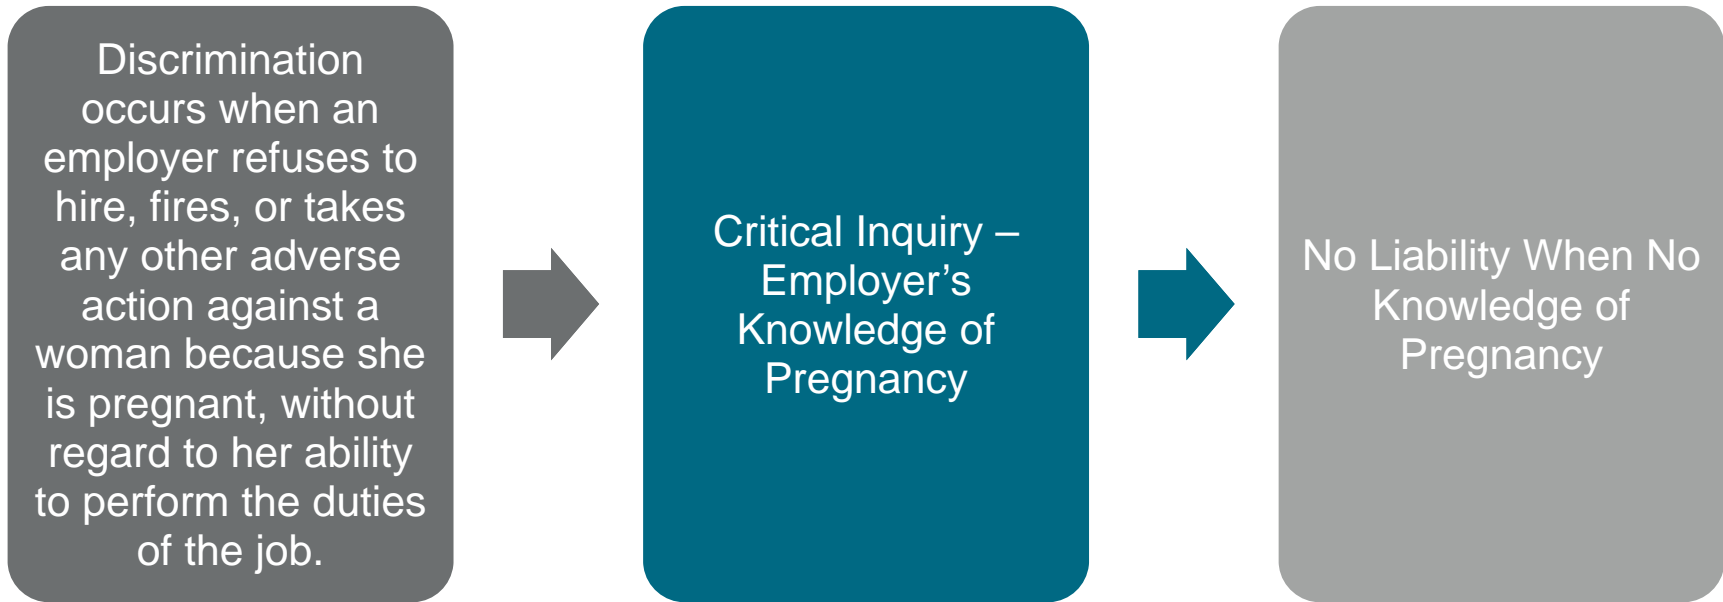 Discrimination
occurs when an
employer refuses to
hire, fires, or takes
any other adverse
action against a
woman because she
is pregnant, without
regard to her ability
to perform the duties
of the job.
Critical Inquiry –
Employer’s
Knowledge of
Pregnancy
No Liability When No
Knowledge of
Pregnancy